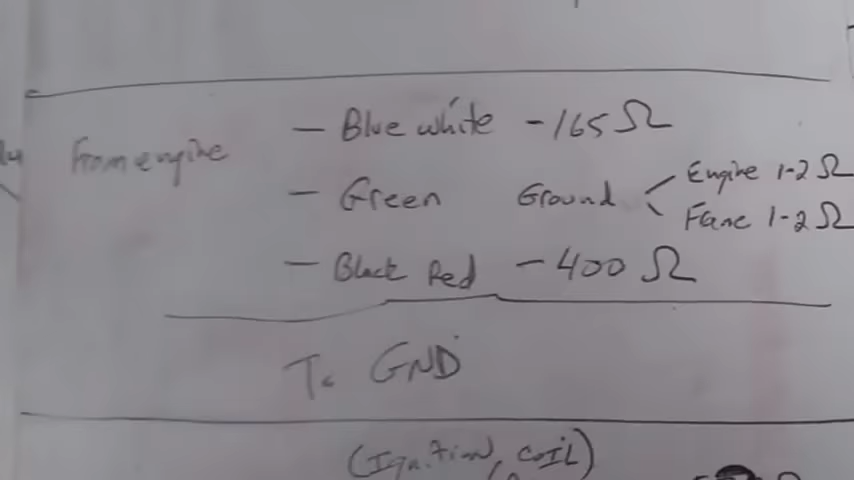 - Blue white - 165 Ω
From engine
Engine 1-2 Ω
- Green Ground
Fane 1-2 Ω
- Black Red - 400 Ω
To GND
(Ignition coil)